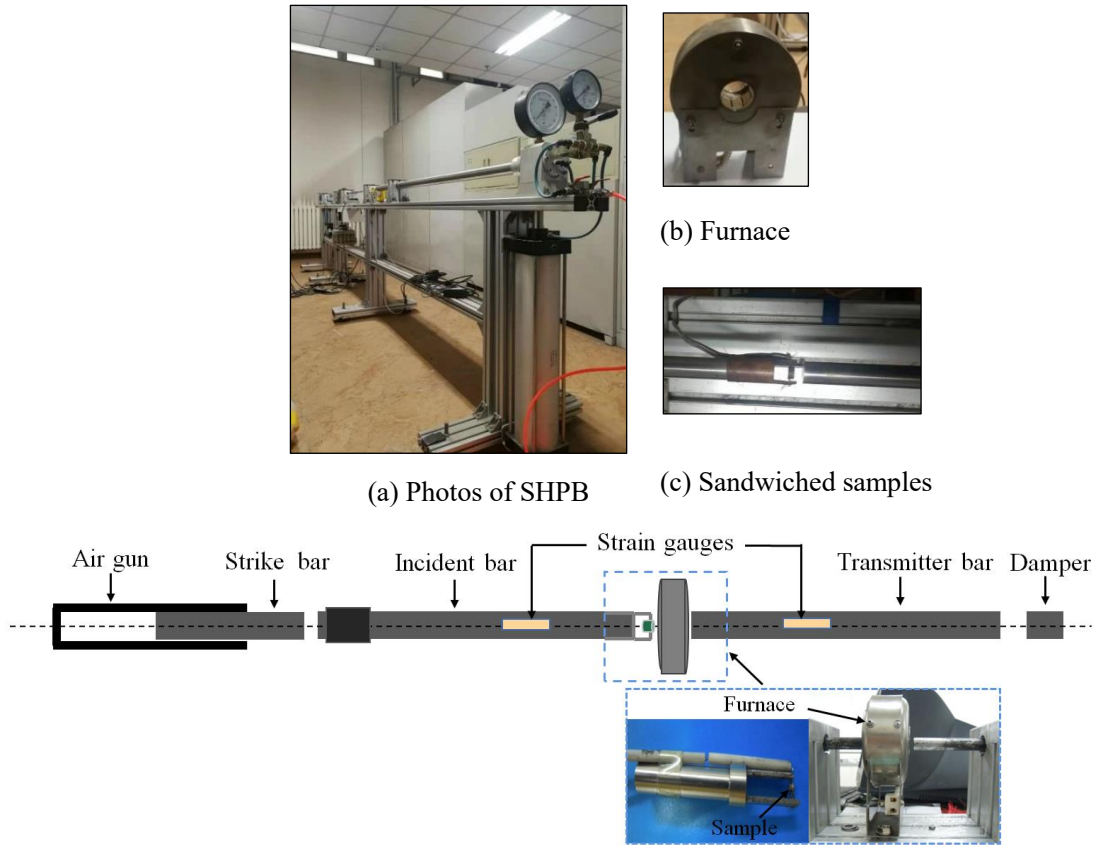 (b) Furnace
(a) Photos of SHPB
(c) Sandwiched samples
Air gun
Strike bar
Incident bar
Strain gauges
Transmitter bar
Damper
Furnace
Sample